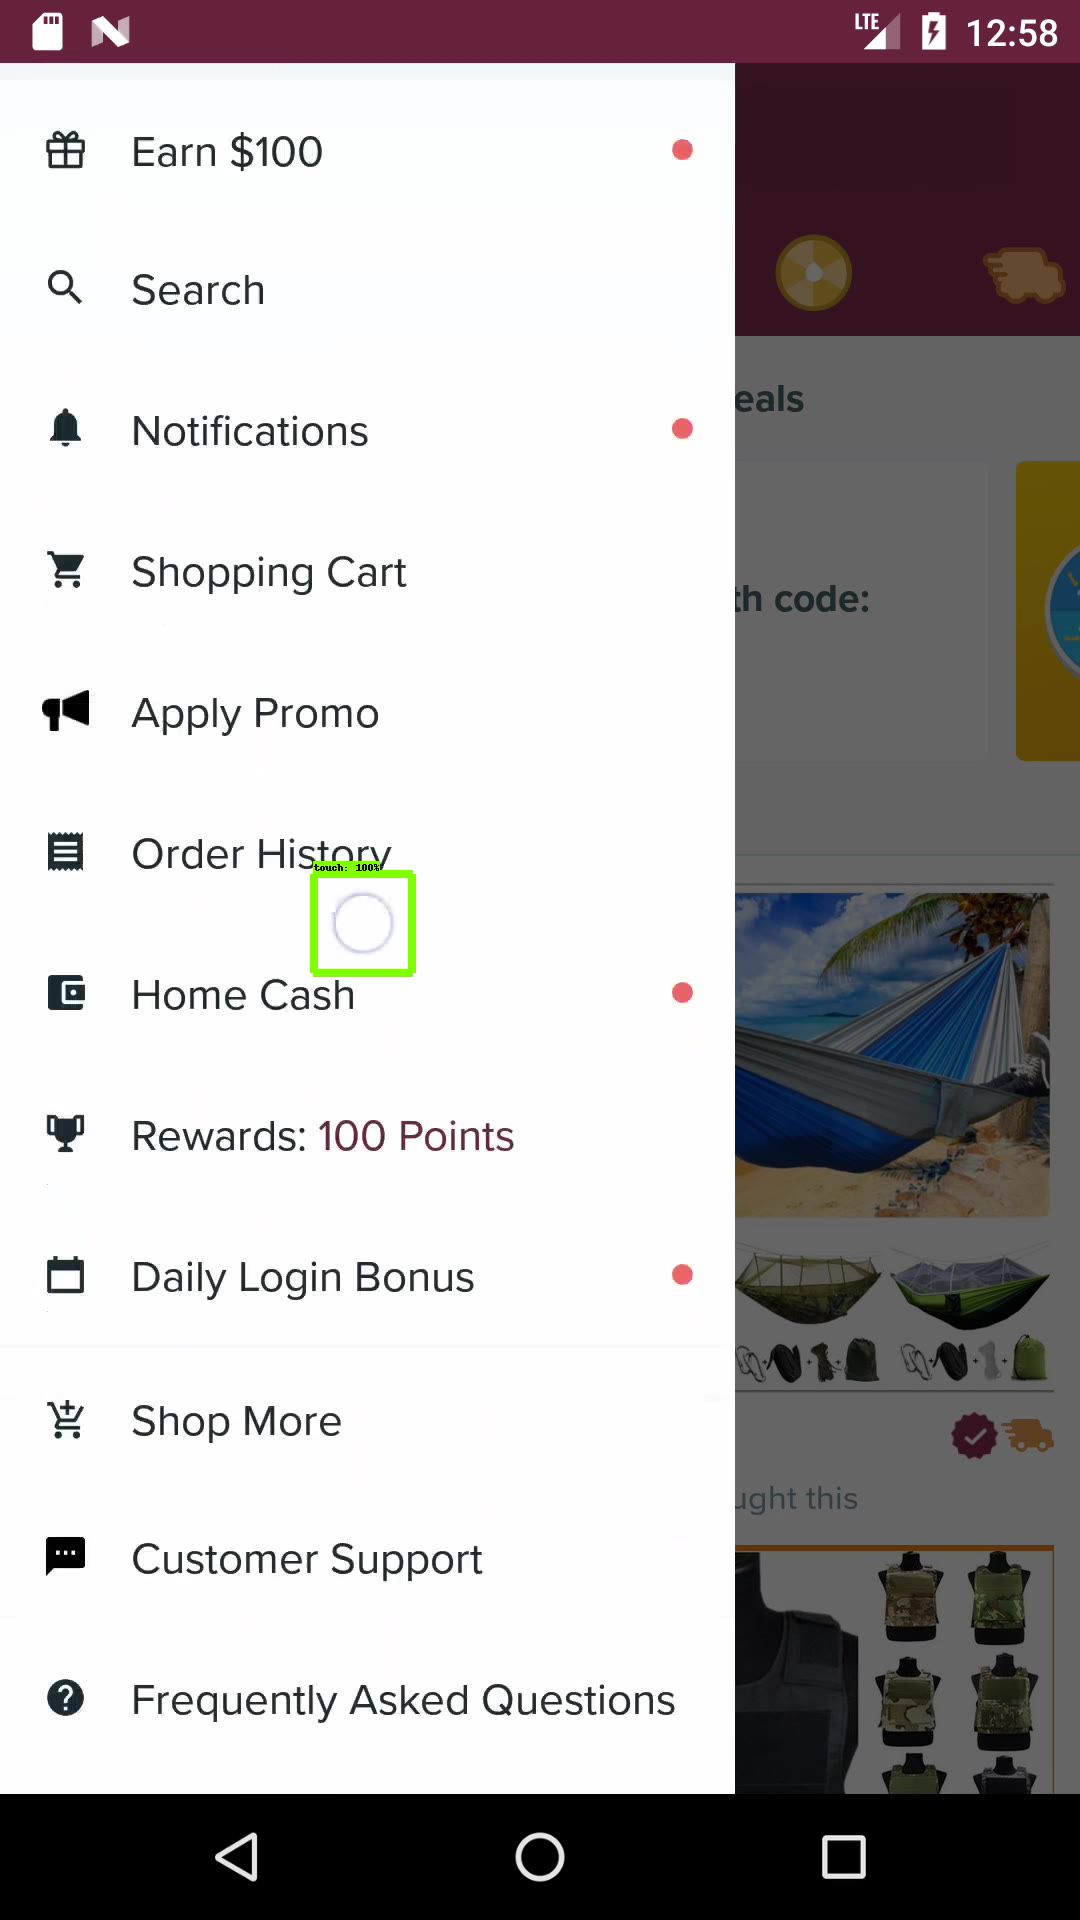 LTE 12:58
Earn $100
Search
eals
Notifications
Shopping Cart
th code:
Apply Promo
Order History
touch: 100%
Home Cash
Rewards: 100 Points
Daily Login Bonus
Shop More
ught this
Customer Support
Frequently Asked Questions